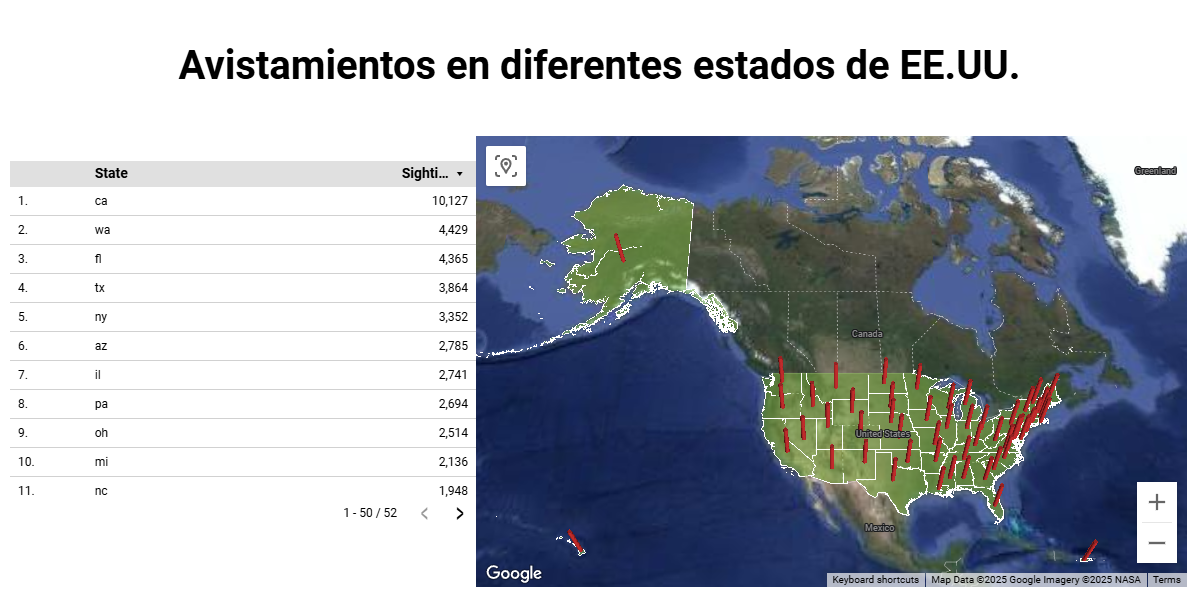 Avistamientos en diferentes estados de EE.UU.
State Sighti...
1. ca 10,127
2. wa 4,429
3. fl 4,365
4. tx 3,864
5. ny 3,352
6. az 2,785
7. il 2,741
8. pa 2,694
9. oh 2,514
10. mi 2,136
11. nc 1,948
1 - 50 / 52
Greenland
Canada
United States
Mexico
Google
Keyboard shortcuts
Map Data ©2025 Google Imagery ©2025 NASA
Terms